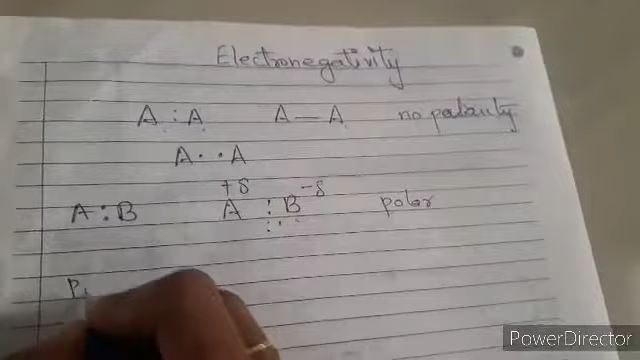 Electronegativity
A : A A — A no polarity
A · · A
+δ -δ
A : B A : B polar
P
PowerDirector